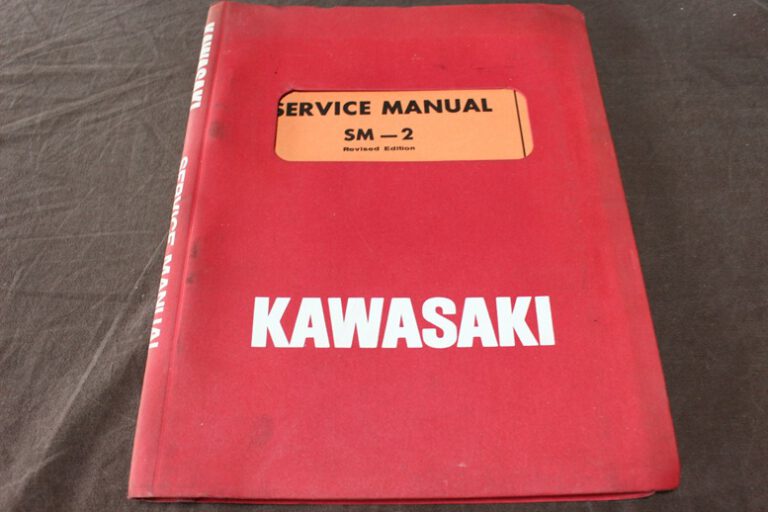 KAWASAKI
SERVICE MANUAL
SERVICE MANUAL
SM — 2
Revised Edition
KAWASAKI